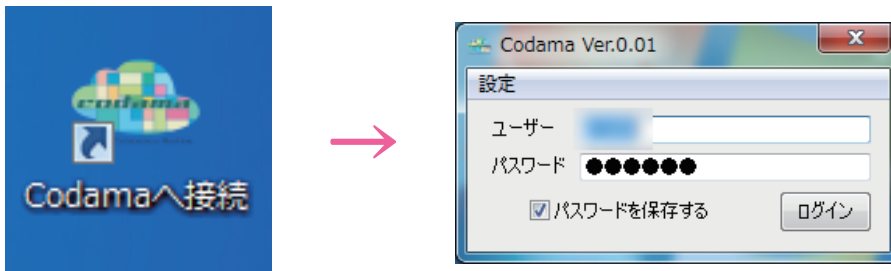 codama
Codamaへ接続
→
Codama Ver.0.01
設定
ユーザー
パスワード ●●●●●●
パスワードを保存する
ログイン